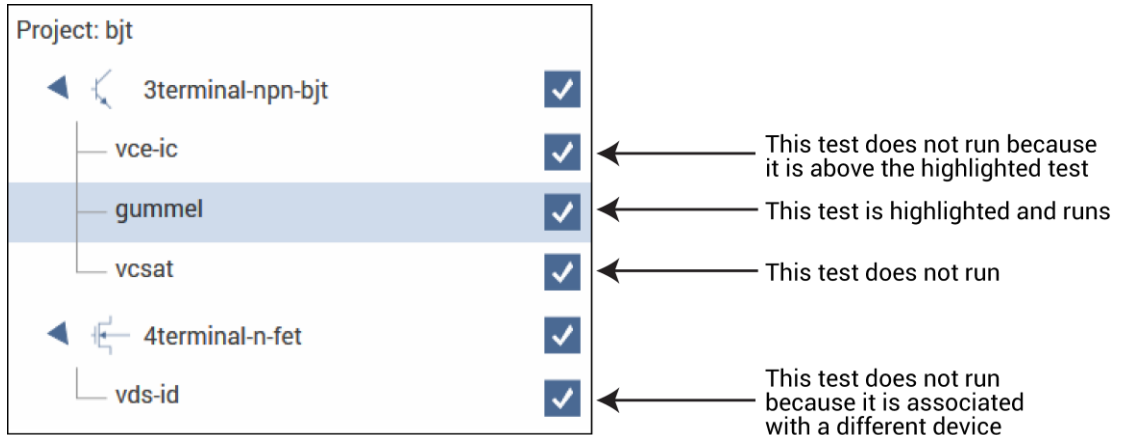 Project: bjt
3terminal-npn-bjt
vce-ic
This test does not run because
it is above the highlighted test
gummel
This test is highlighted and runs
vcsat
This test does not run
4terminal-n-fet
vds-id
This test does not run
because it is associated
with a different device